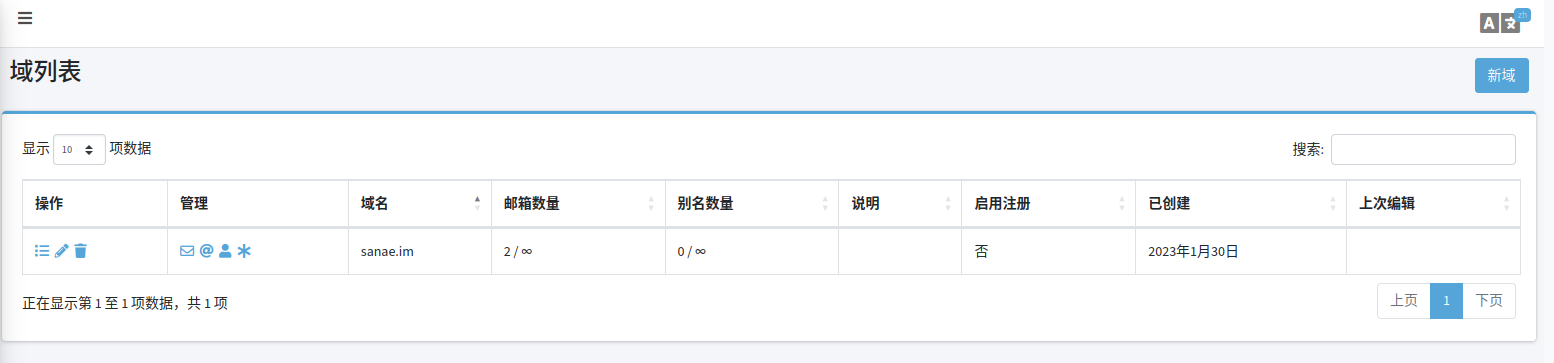 A 文 zh
域列表
新域
显示 10 项数据
搜索:
操作 管理 域名 邮箱数量 别名数量 说明 启用注册 已创建 上次编辑
sanae.im 2 / ∞ 0 / ∞ 否 2023年1月30日
正在显示第 1 至 1 项数据，共 1 项
上页 1 下页